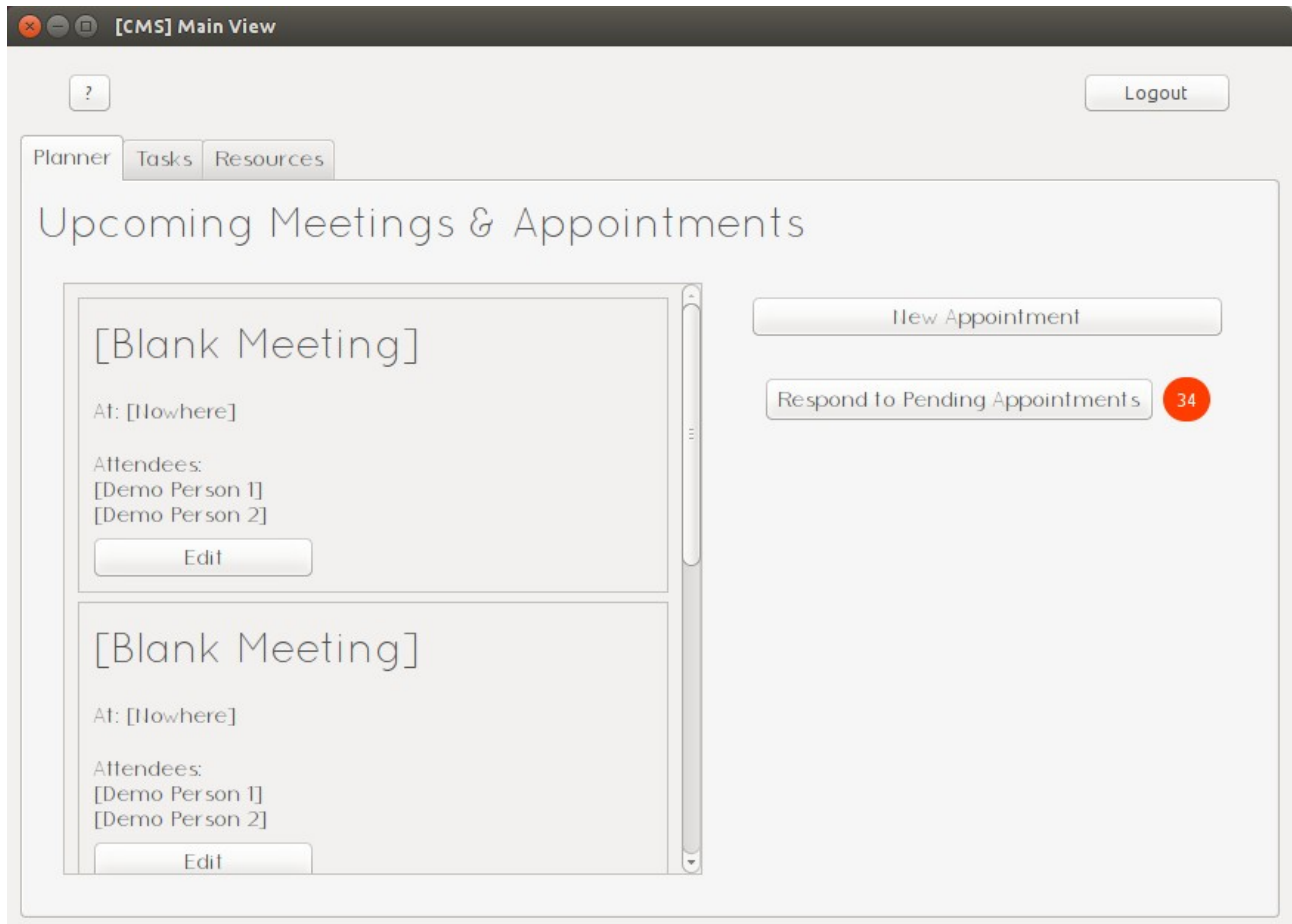 [CMS] Main View
?
Logout
Planner
Tasks
Resources
Upcoming Meetings & Appointments
[Blank Meeting]
At: [Nowhere]
Attendees:
[Demo Person 1]
[Demo Person 2]
Edit
[Blank Meeting]
At: [Nowhere]
Attendees:
[Demo Person 1]
[Demo Person 2]
Edit
New Appointment
Respond to Pending Appointments
34